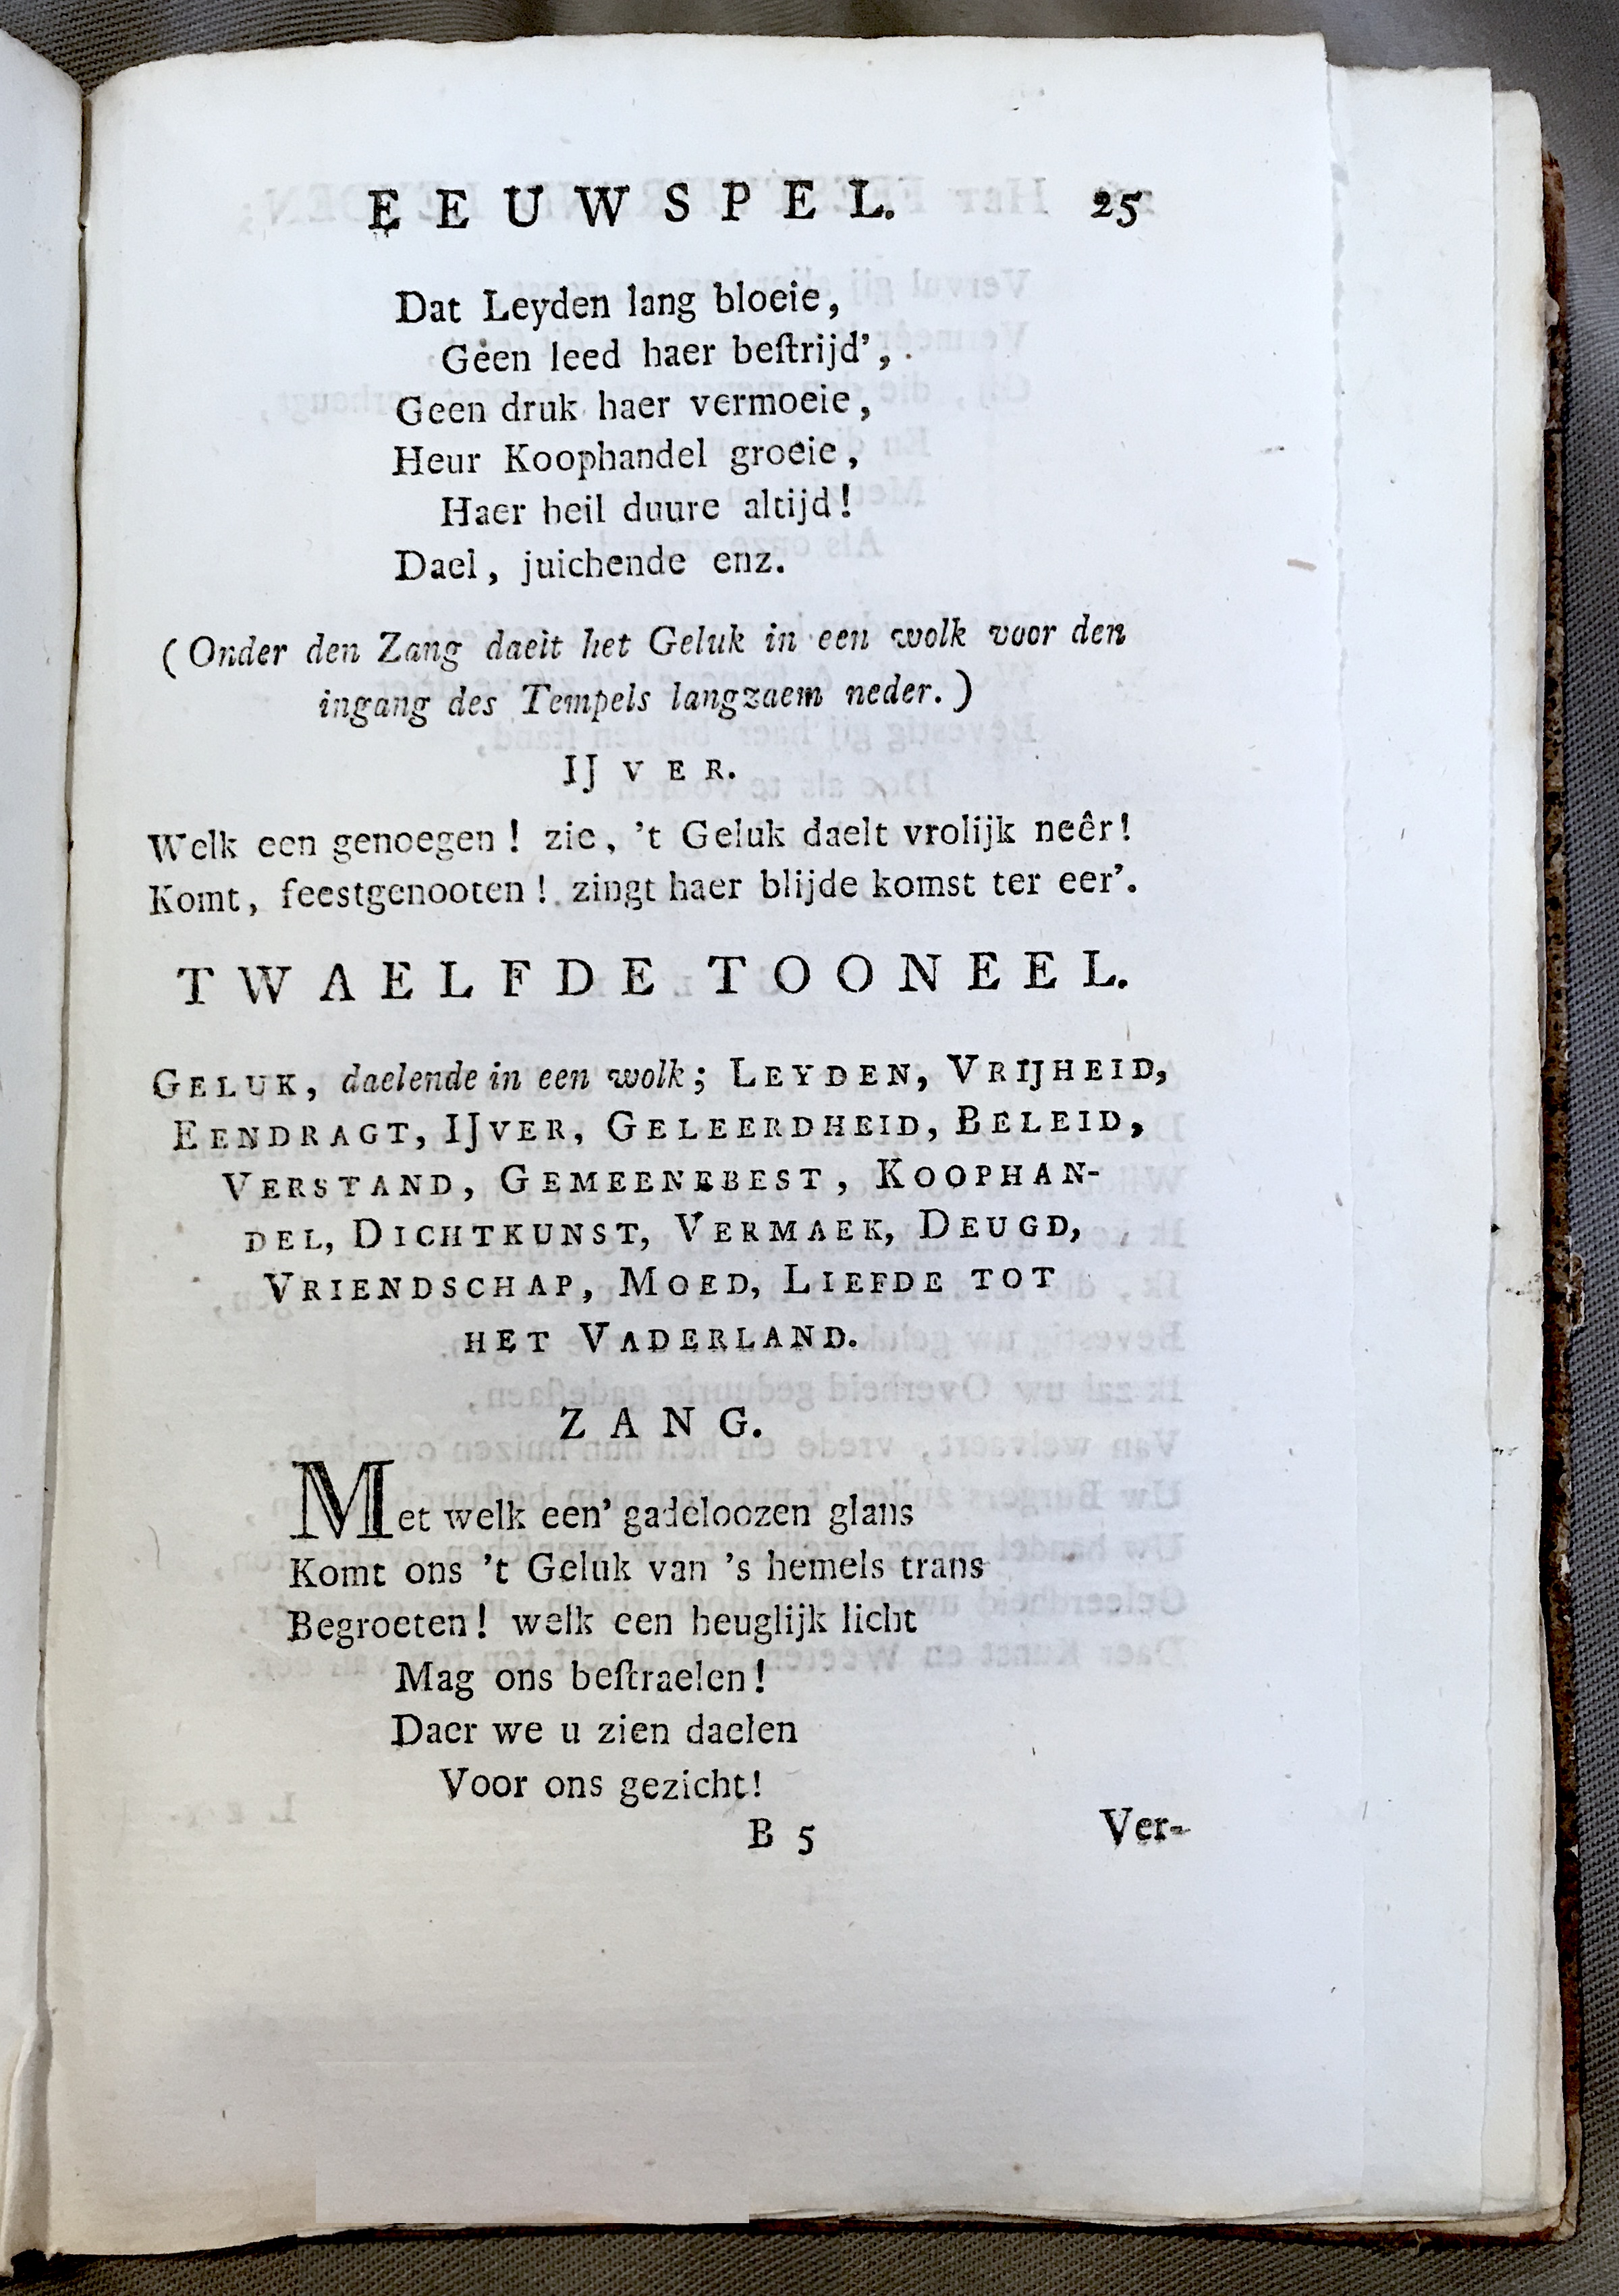 EEUWSPEL. 25
Dat Leyden lang bloeie,
Geen leed haer beſtrijd',
Geen druk haer vermoeie,
Heur Koophandel groeie,
Haer heil duure altijd!
Dael, juichende enz.
(Onder den Zang daelt het Geluk in een wolk voor den
ingang des Tempels langzaem neder.)
IJVER.
Welk een genoegen! zie, 't Geluk daelt vrolijk neêr!
Komt, feestgenooten! zingt haer blijde komst ter eer'.
TWAELFDE TOONEEL.
GELUK, daelende in een wolk; LEYDEN, VRIJHEID,
EENDRAGT, IJVER, GELEERDHEID, BELEID,
VERSTAND, GEMEENEBEST, KOOPHAN-
DEL, DICHTKUNST, VERMAEK, DEUGD,
VRIENDSCHAP, MOED, LIEFDE TOT
HET VADERLAND.
ZANG.
Met welk een' gadeloozen glans
Komt ons 't Geluk van 's hemels trans
Begroeten! welk een heuglijk licht
Mag ons beſtraelen!
Daer we u zien daelen
Voor ons gezicht!
B 5 Ver-